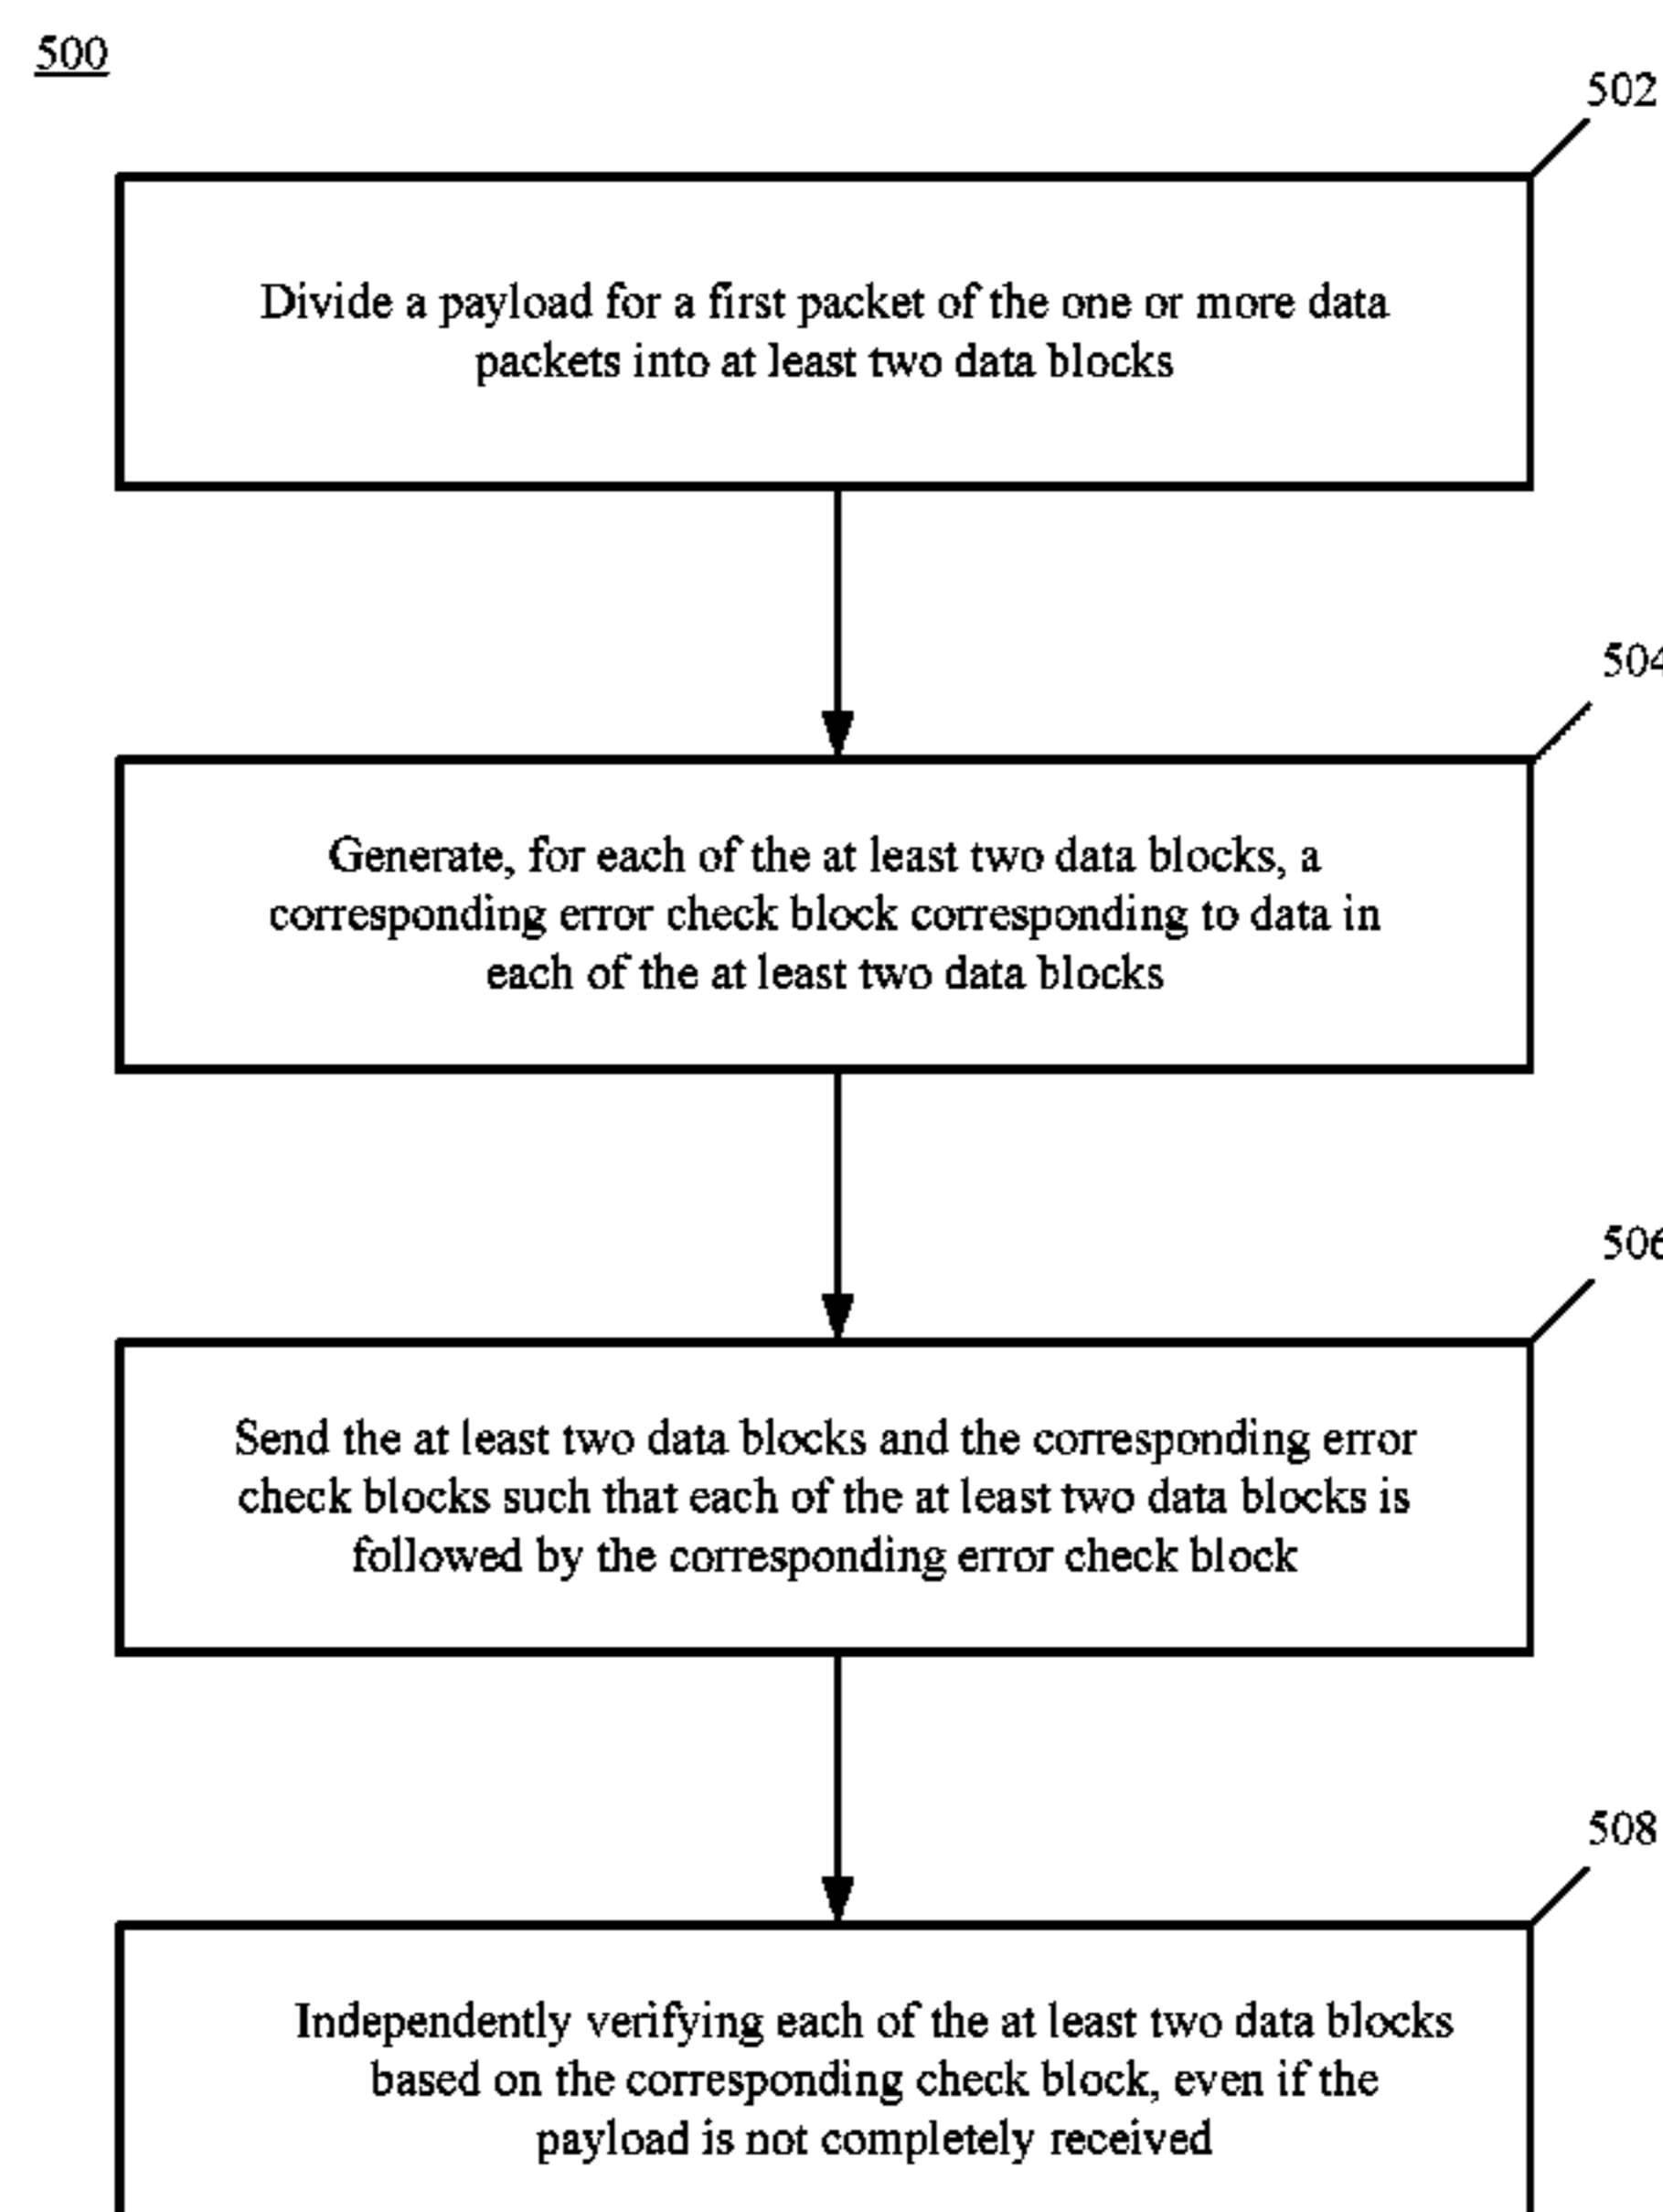 500
502
Divide a payload for a first packet of the one or more data
packets into at least two data blocks
504
Generate, for each of the at least two data blocks, a
corresponding error check block corresponding to data in
each of the at least two data blocks
506
Send the at least two data blocks and the corresponding error
check blocks such that each of the at least two data blocks is
followed by the corresponding error check block
508
Independently verifying each of the at least two data blocks
based on the corresponding check block, even if the
payload is not completely received